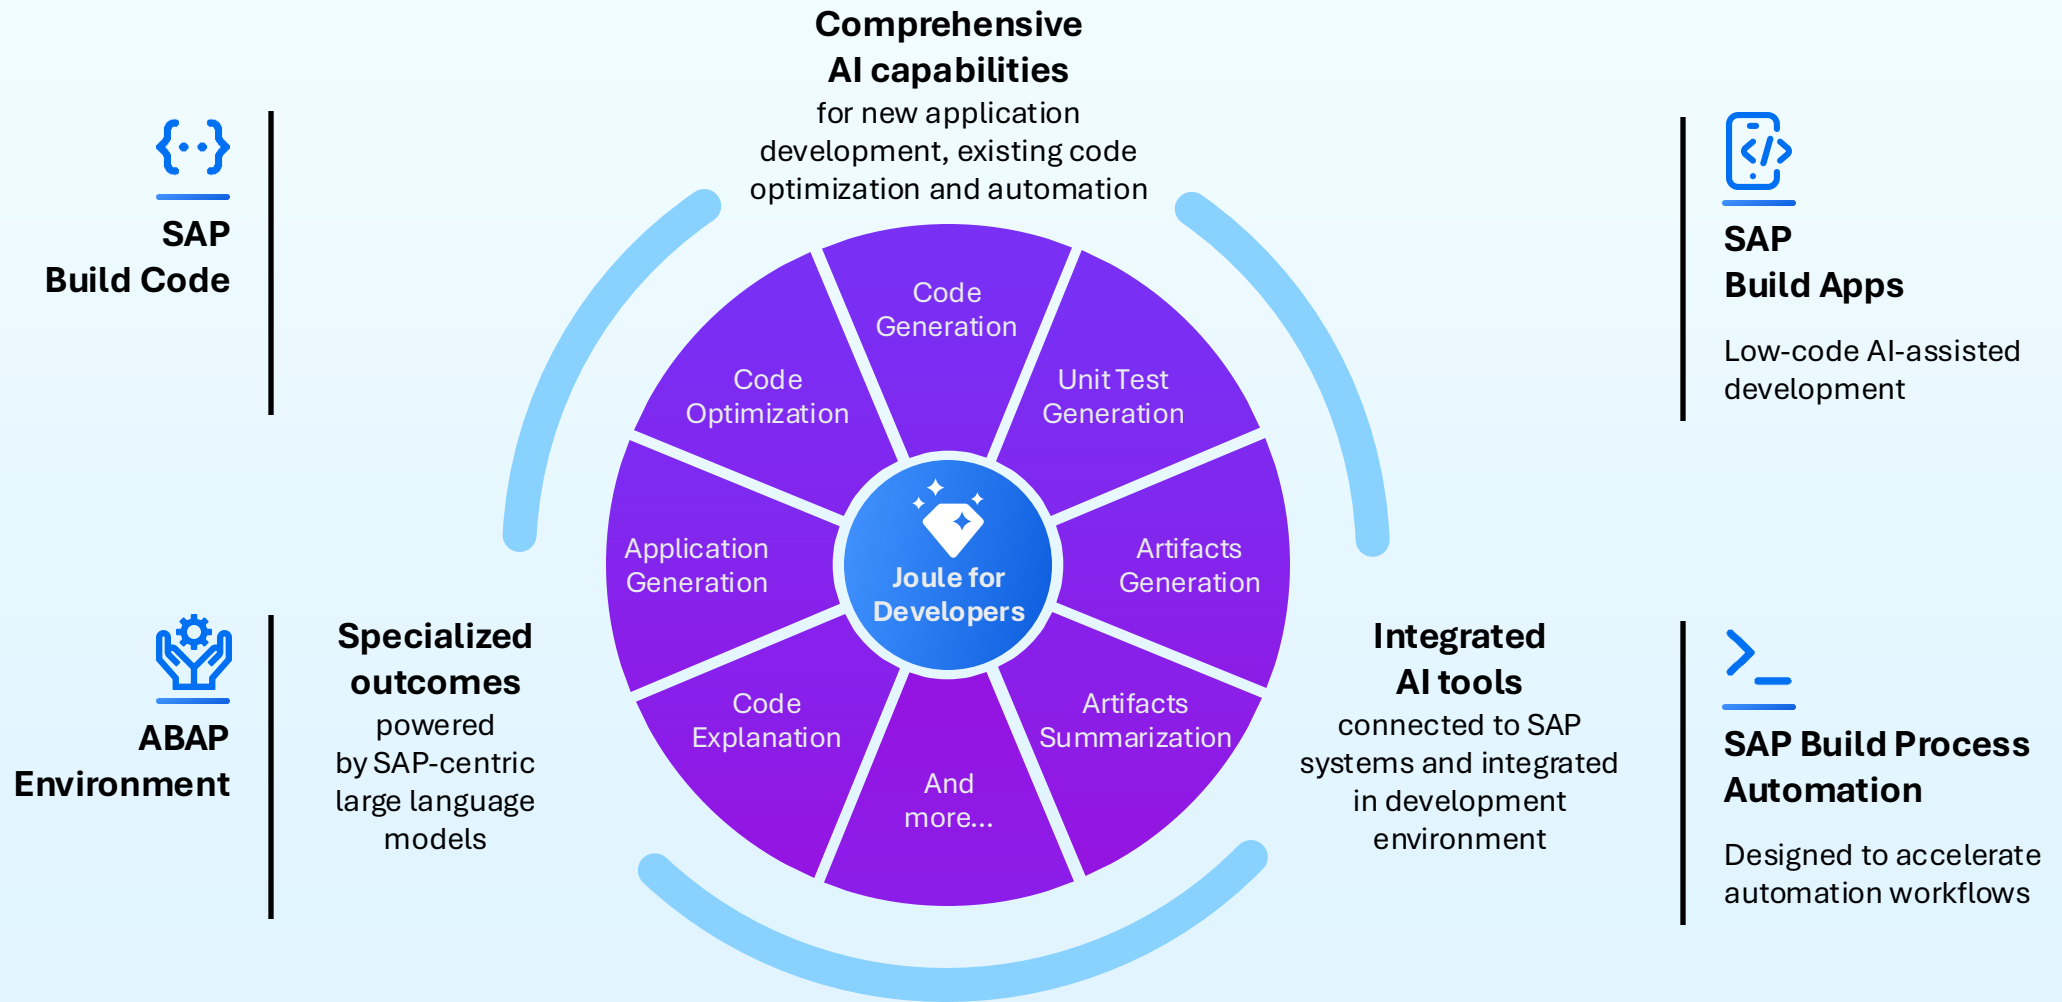 Comprehensive
AI capabilities
for new application
development, existing code
optimization and automation
SAP
Build Code
SAP
Build Apps
Low-code AI-assisted
development
Code
Generation
Unit Test
Generation
Artifacts
Generation
Artifacts
Summarization
And
more...
Code
Explanation
Application
Generation
Code
Optimization
Joule for
Developers
ABAP
Environment
Specialized
outcomes
powered
by SAP-centric
large language
models
Integrated
AI tools
connected to SAP
systems and integrated
in development
environment
SAP Build Process
Automation
Designed to accelerate
automation workflows